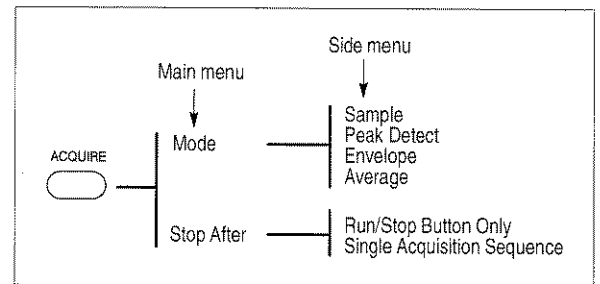 Side menu
Main menu
Sample
Peak Detect
Envelope
Average
Mode
ACQUIRE
Stop After
Run/Stop Button Only
Single Acquisition Sequence